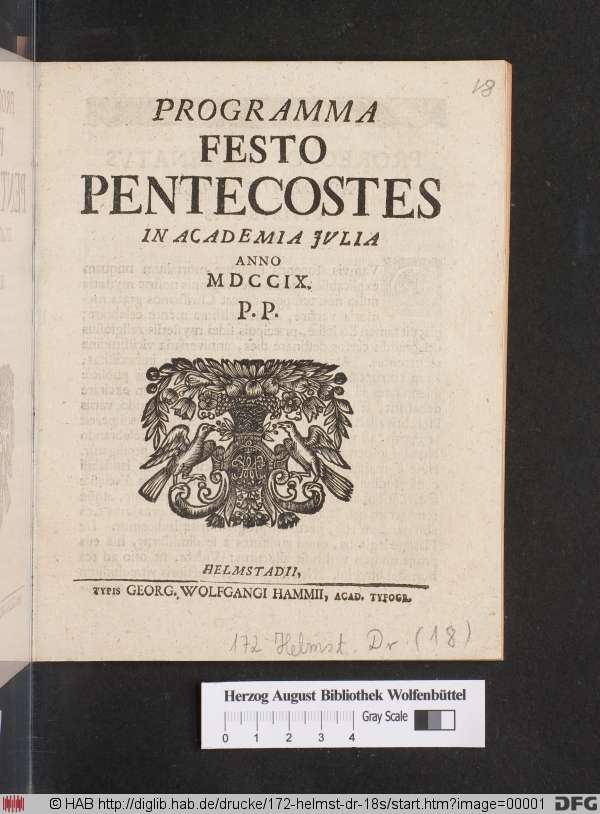 18
PROGRAMMA
FESTO
PENTECOSTES
IN ACADEMIA JVLIA
ANNO
MDCCIX.
P. P.
HELMSTADII,
TYPIS GEORG. WOLFGANGI HAMMII, ACAD. TYPOGR.
172 Helmst. Dr (18)
Herzog August Bibliothek Wolfenbüttel
Gray Scale
0 1 2 3 4
© HAB http://diglib.hab.de/drucke/172-helmst-dr-18s/start.htm?image=00001 DFG